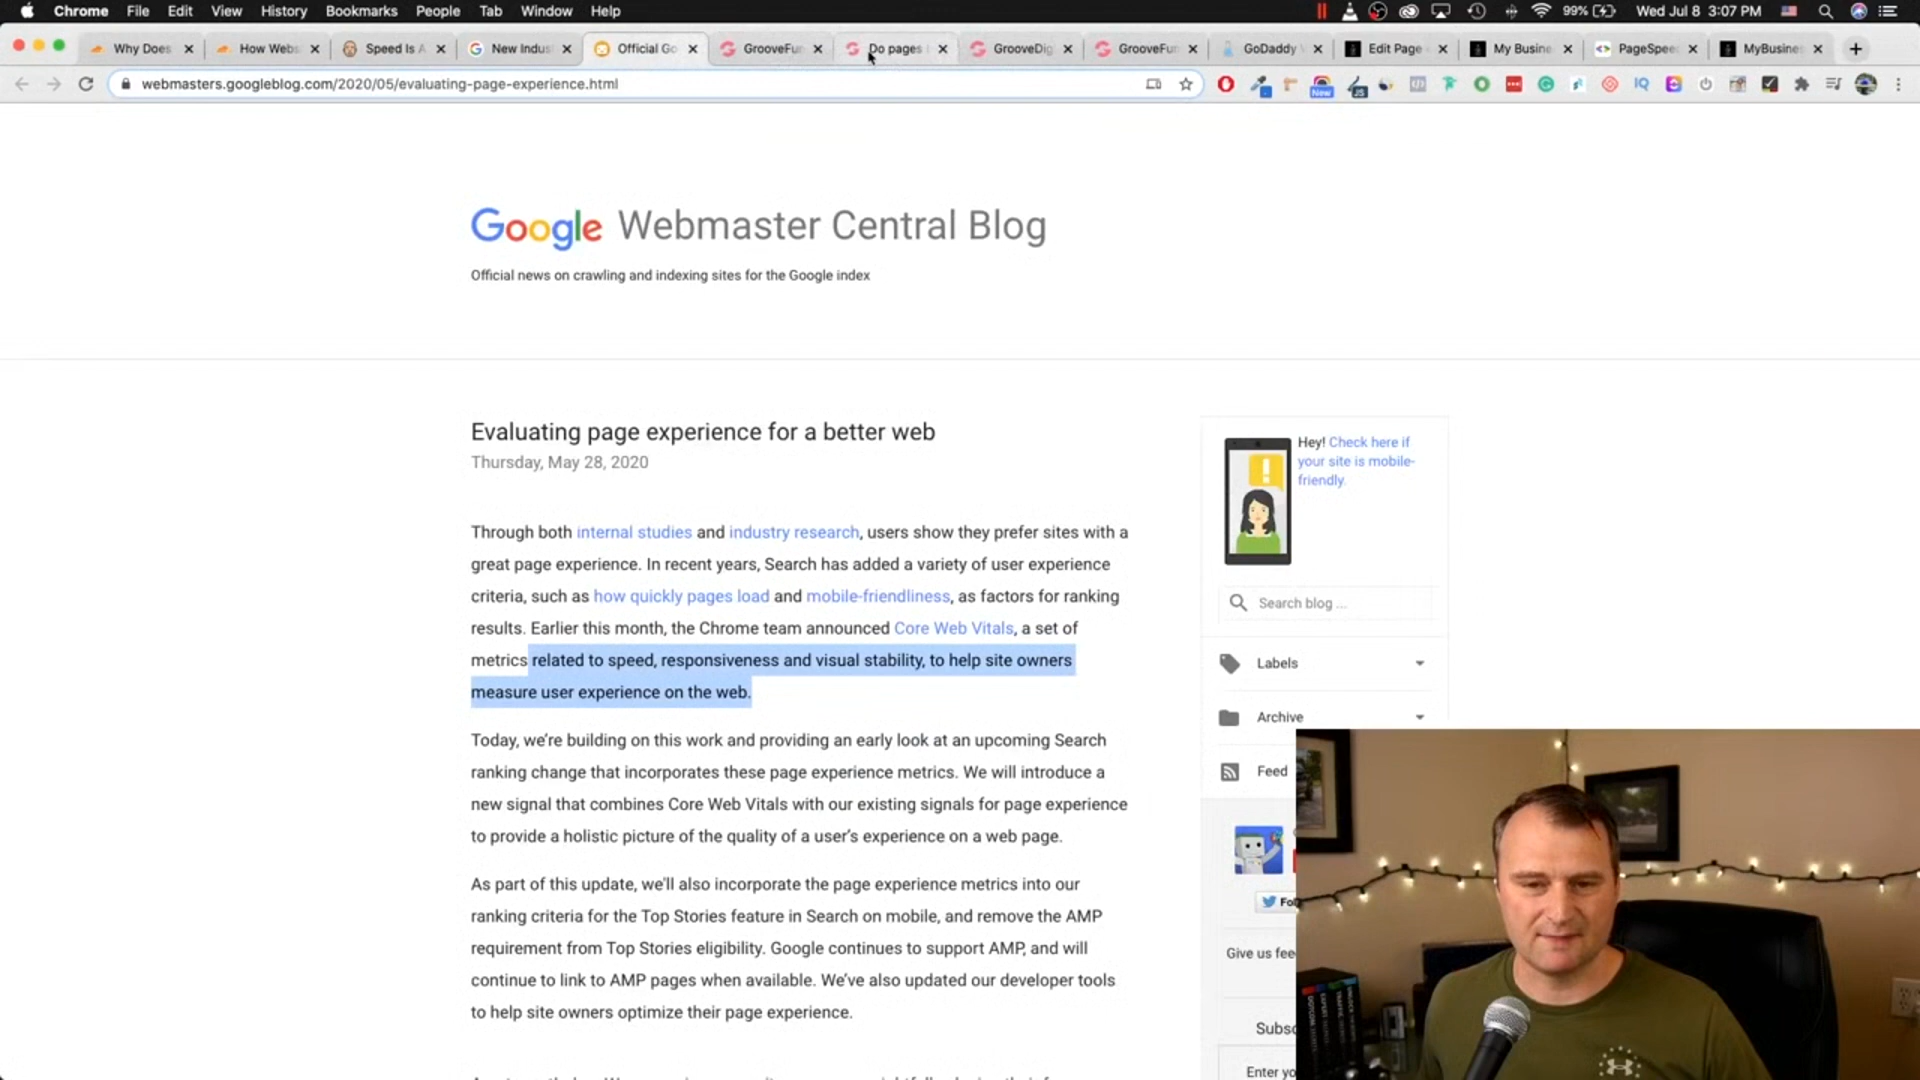 Chrome File Edit View History Bookmarks People Tab Window Help 99% Wed Jul 8 3:07 PM
Why Does How Webs Speed Is A New Indus Official Go GrooveFun Do pages GrooveDig GrooveFun GoDaddy Edit Page My Busine PageSpee MyBusine
webmasters.googleblog.com/2020/05/evaluating-page-experience.html
New JS IQ
Google Webmaster Central Blog
Official news on crawling and indexing sites for the Google index
Evaluating page experience for a better web
Thursday, May 28, 2020
Through both internal studies and industry research, users show they prefer sites with a
great page experience. In recent years, Search has added a variety of user experience
criteria, such as how quickly pages load and mobile-friendliness, as factors for ranking
results. Earlier this month, the Chrome team announced Core Web Vitals, a set of
metrics related to speed, responsiveness and visual stability, to help site owners
measure user experience on the web.
Today, we’re building on this work and providing an early look at an upcoming Search
ranking change that incorporates these page experience metrics. We will introduce a
new signal that combines Core Web Vitals with our existing signals for page experience
to provide a holistic picture of the quality of a user’s experience on a web page.
As part of this update, we'll also incorporate the page experience metrics into our
ranking criteria for the Top Stories feature in Search on mobile, and remove the AMP
requirement from Top Stories eligibility. Google continues to support AMP, and will
continue to link to AMP pages when available. We’ve also updated our developer tools
to help site owners optimize their page experience.
Hey! Check here if
your site is mobile-
friendly.
Search blog ...
Labels
Archive
Feed
Fol
Give us fee
Subsc
Enter yo